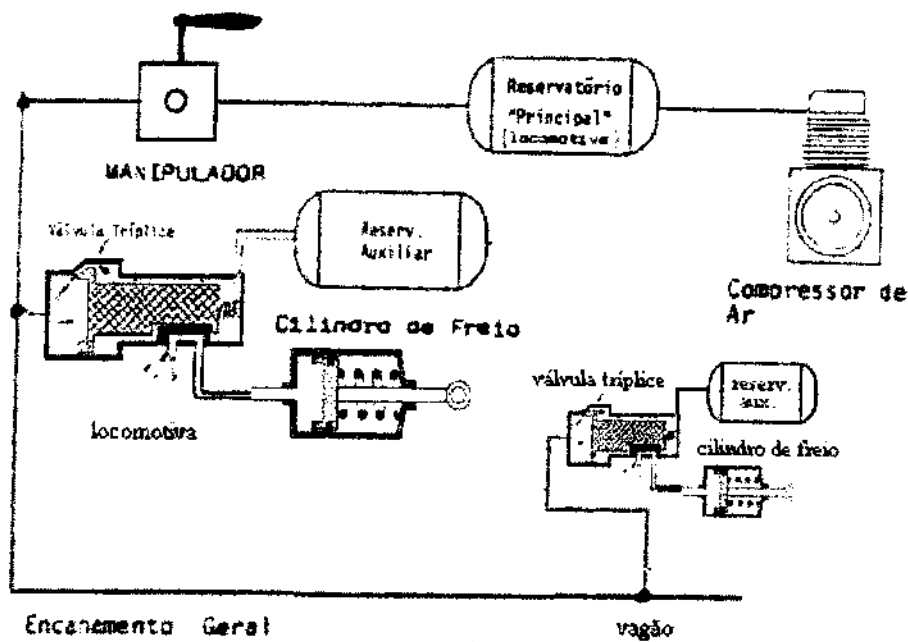 Reservatório
"Principal"
(locomotiva)
MANIPULADOR
Válvula Tríplice
Reserv.
Auxiliar
Compressor de
Ar
Cilindro de Freio
locomotiva
válvula tríplice
reserv.
aux.
cilindro de freio
Encanamento Geral
vagão